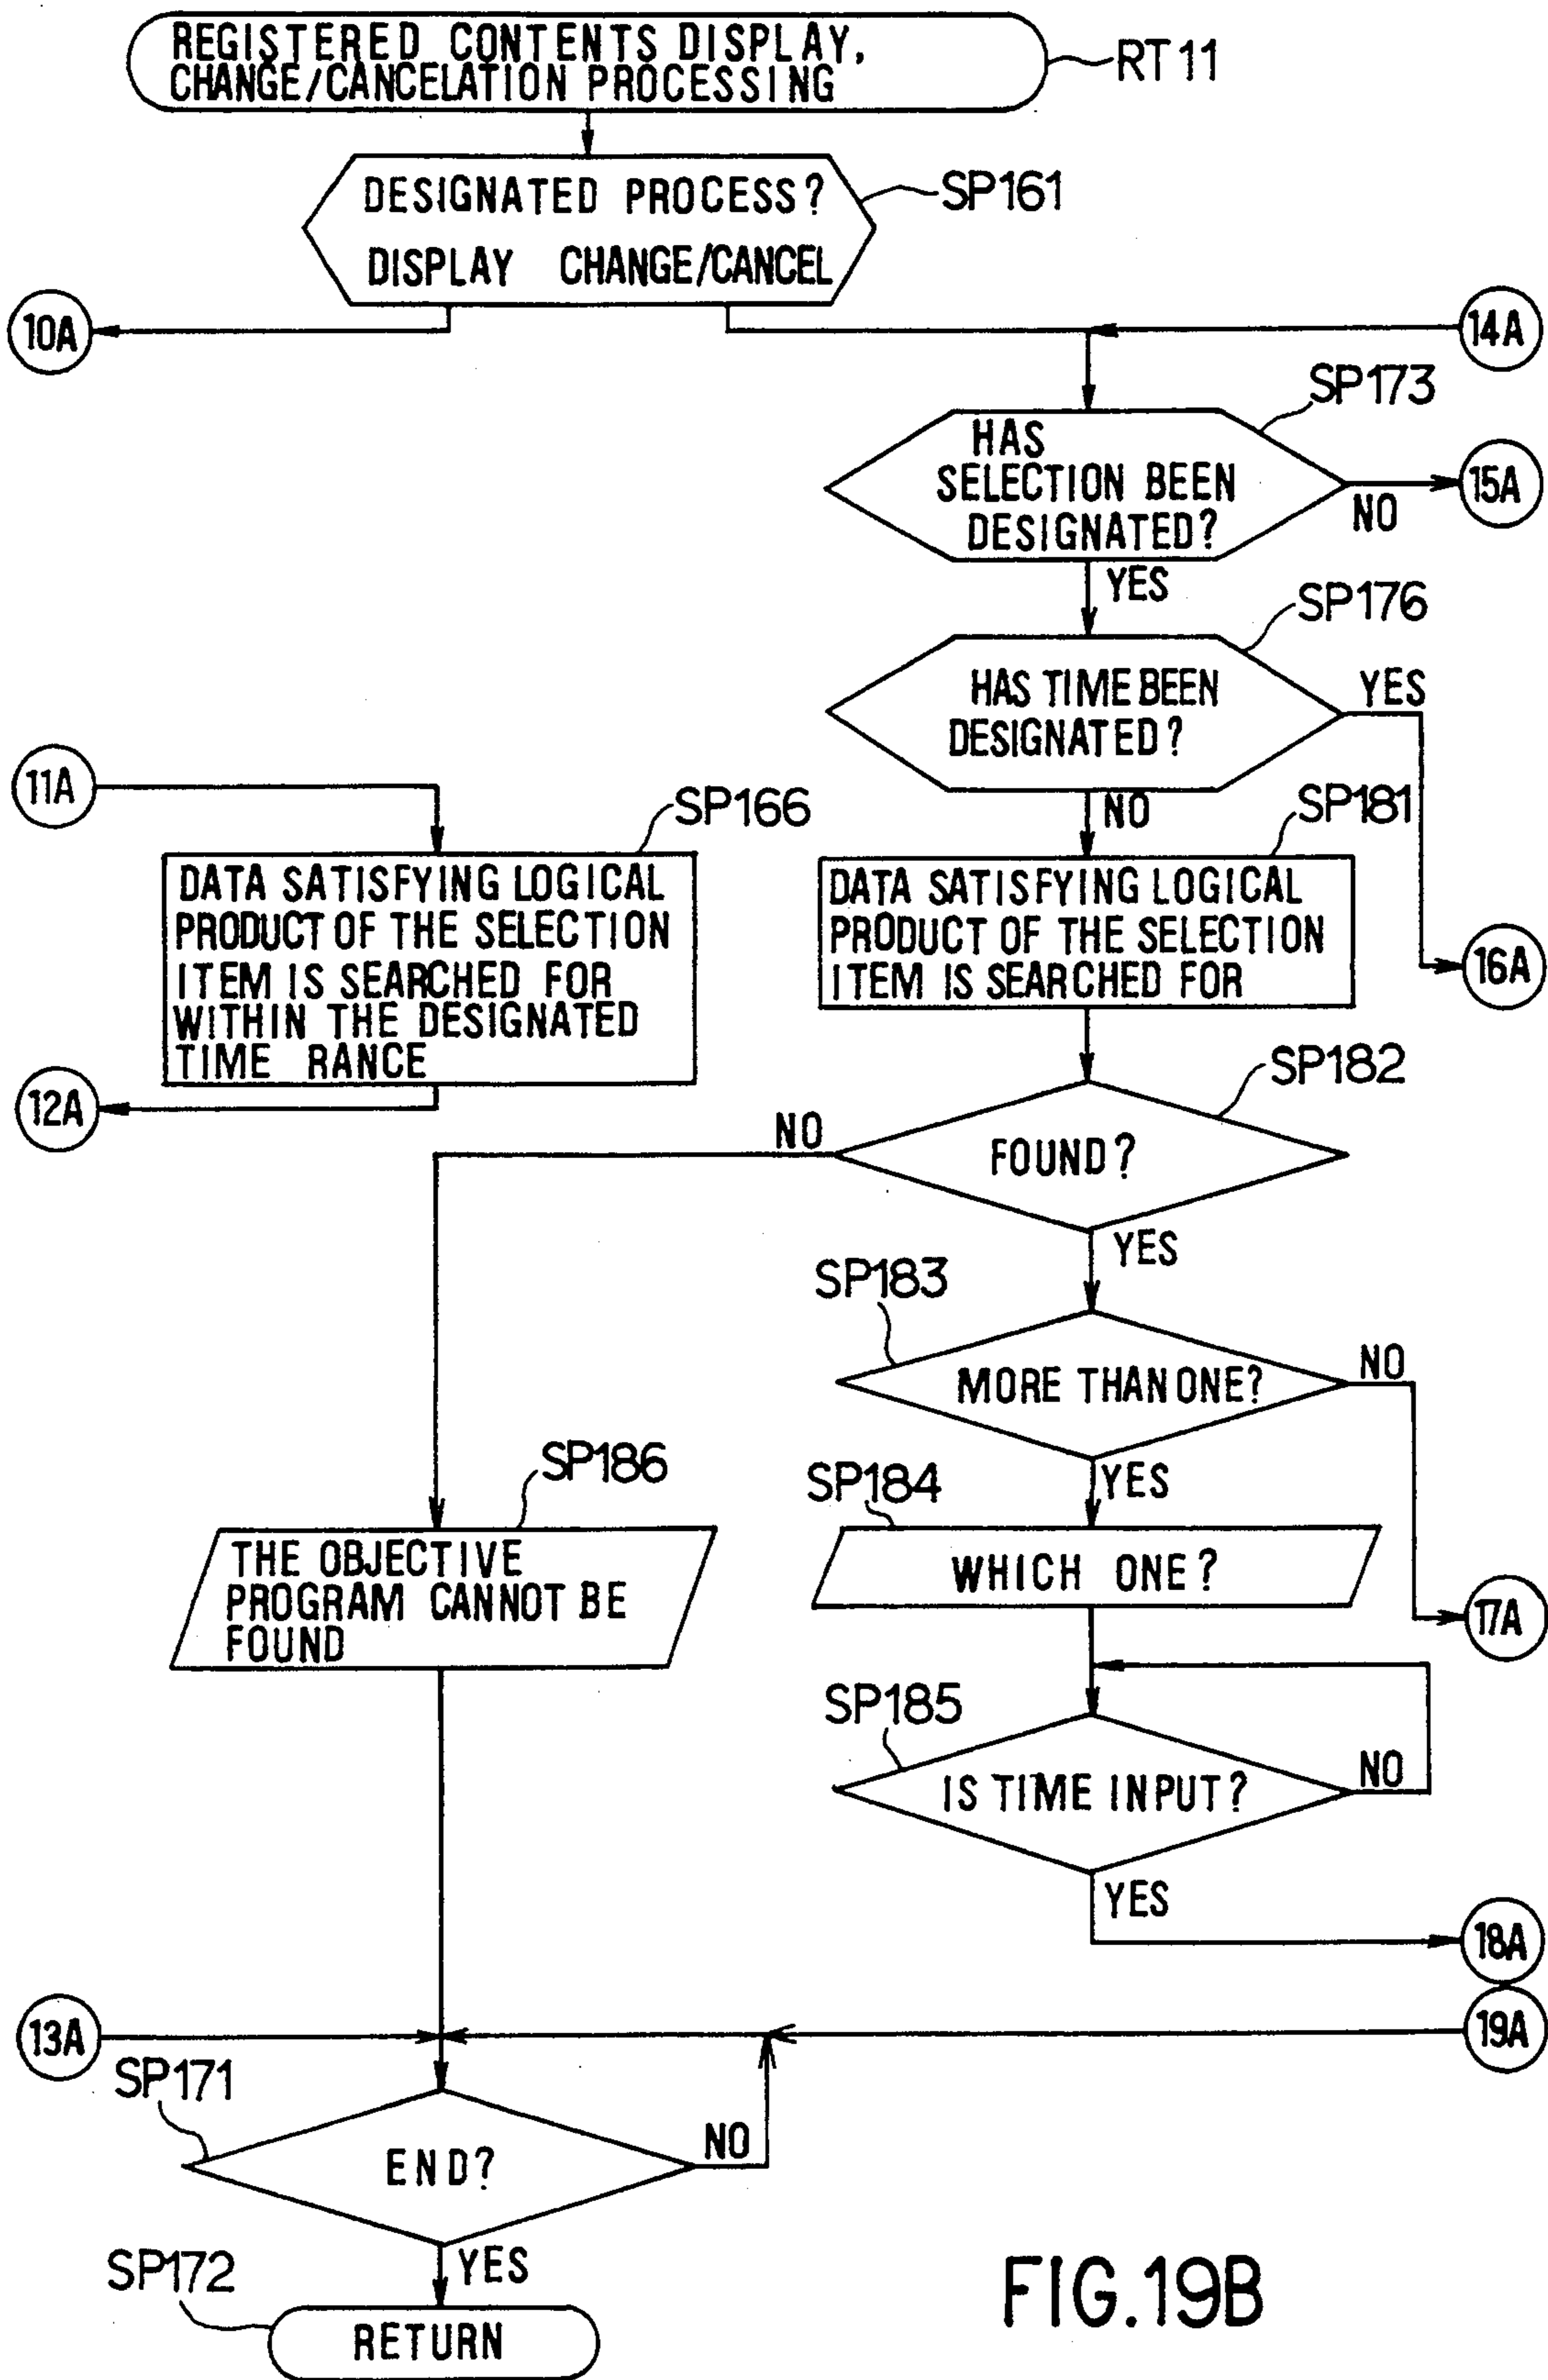 REGISTERED CONTENTS DISPLAY,
CHANGE/CANCELATION PROCESSING
RT11
DESIGNATED PROCESS?
DISPLAY CHANGE/CANCEL
SP161
10A
14A
SP173
HAS
SELECTION BEEN
DESIGNATED?
NO
15A
YES
SP176
HAS TIME BEEN
DESIGNATED?
YES
11A
NO
SP166
SP181
DATA SATISFYING LOGICAL
PRODUCT OF THE SELECTION
ITEM IS SEARCHED FOR
WITHIN THE DESIGNATED
TIME RANCE
DATA SATISFYING LOGICAL
PRODUCT OF THE SELECTION
ITEM IS SEARCHED FOR
16A
12A
SP182
NO
FOUND?
YES
SP183
MORE THAN ONE?
NO
SP186
YES
SP184
THE OBJECTIVE
PROGRAM CANNOT BE
FOUND
WHICH ONE?
17A
SP185
IS TIME INPUT?
NO
YES
18A
13A
19A
SP171
END?
NO
YES
SP172
RETURN
FIG.19B